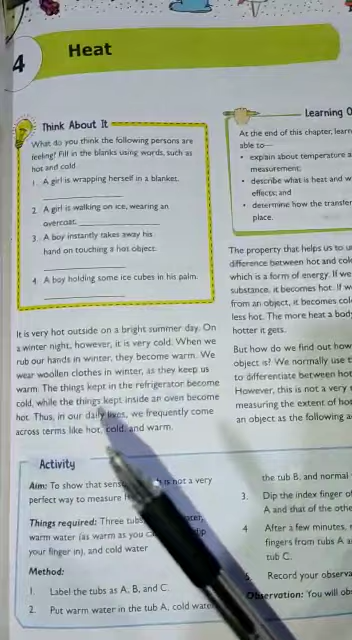 4
Heat
Think About It
What do you think the following persons are
feeling? Fill in the blanks using words, such as
hot and cold.
1. A girl is wrapping herself in a blanket.
2. A girl is walking on ice, wearing an
overcoat.
3. A boy instantly takes away his
hand on touching a hot object.
4. A boy holding some ice cubes in his palm.
It is very hot outside on a bright summer day. On
a winter night, however, it is very cold. When we
rub our hands in winter, they become warm. We
wear woollen clothes in winter, as they keep us
warm. The things kept in the refrigerator become
cold, while the things kept inside an oven become
hot. Thus, in our daily lives, we frequently come
across terms like hot, cold, and warm.
Learning
At the end of this chapter, learn
able to—
• explain about temperature a
measurement;
• describe what is heat and
effects; and
• determine how the transfer
place.
The property that helps us to
difference between hot and
which is a form of energy. If we
substance, it becomes hot. If
from an object, it becomes
less hot. The more heat a
hotter it gets.
But how do we find out how
object is? We normally use
to differentiate between hot
However, this is not a very
measuring the extent of hot
an object as the following a
Activity
Aim: To show that is not a very
perfect way to measure
Things required: Three
warm water (as warm as you
your finger in), and cold water
Method:
1. Label the tubs as A, B, and C.
2. Put warm water in the tub A, cold
the tub B, and normal
3. Dip the index finger of
A and that of the
4 After a few minutes,
fingers from tubs A
tub C.
5. Record your
Observation: You will